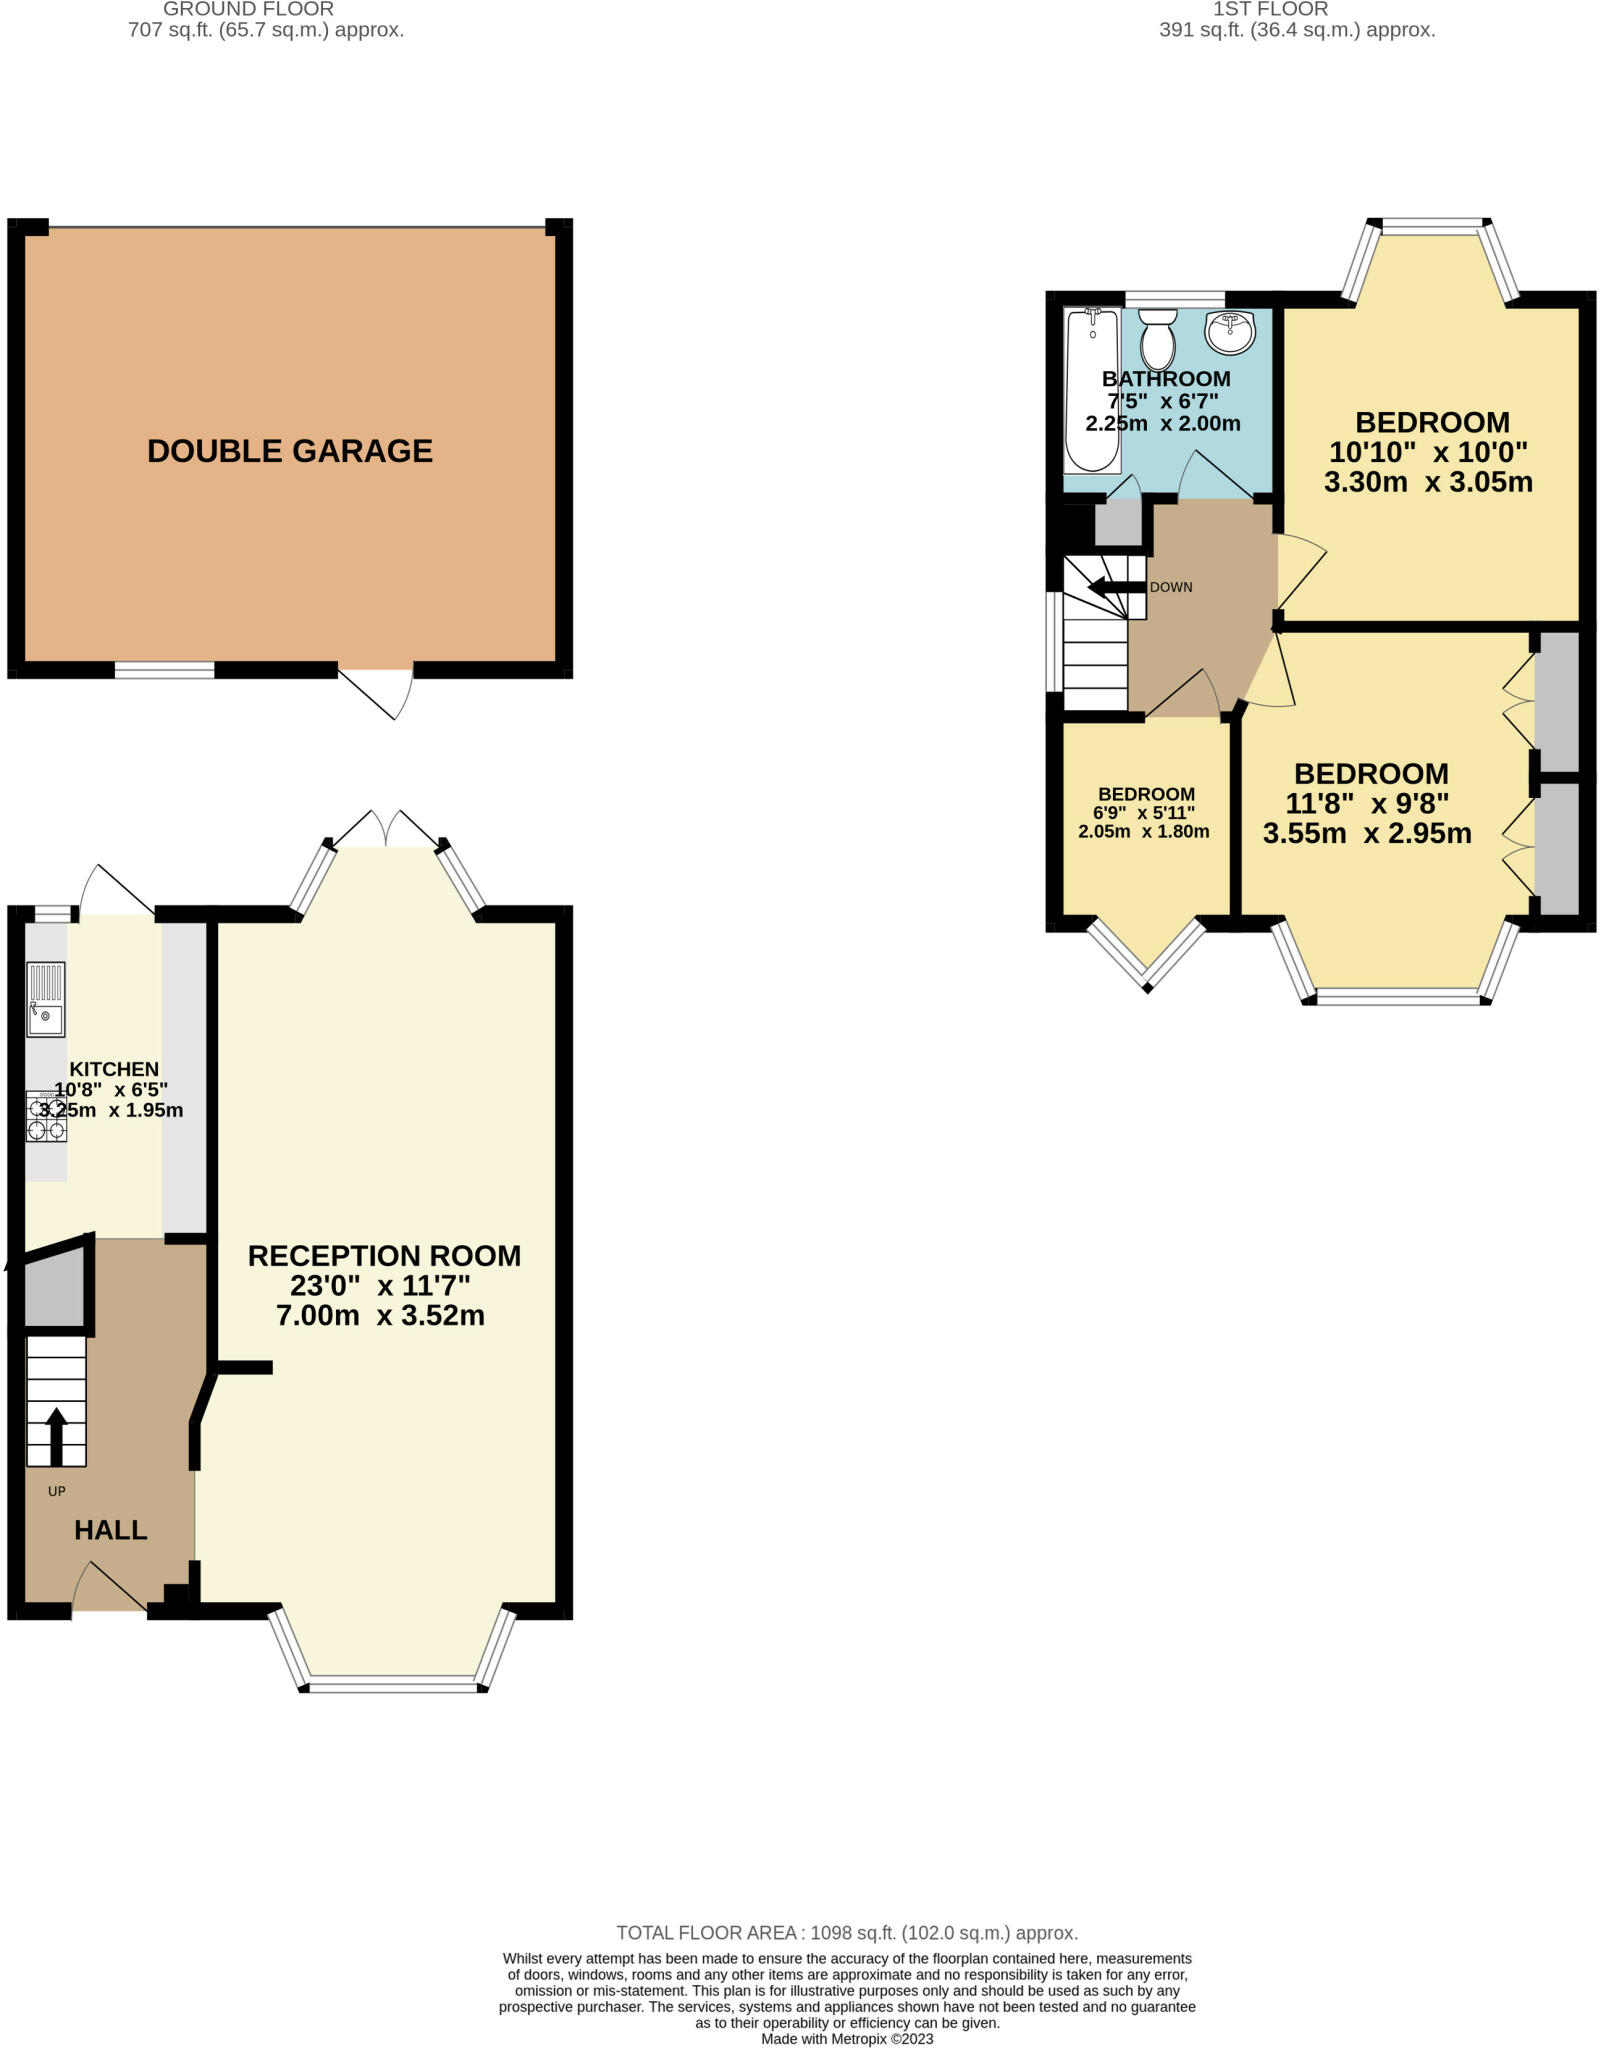 GROUND FLOOR
707 sq.ft. (65.7 sq.m.) approx.
1ST FLOOR
391 sq.ft. (36.4 sq.m.) approx.
DOUBLE GARAGE
BATHROOM
7'5" x 6'7"
2.25m x 2.00m
BEDROOM
10'10" x 10'0"
3.30m x 3.05m
DOWN
BEDROOM
6'9" x 5'11"
2.05m x 1.80m
BEDROOM
11'8" x 9'8"
3.55m x 2.95m
KITCHEN
10'8" x 6'5"
3.25m x 1.95m
RECEPTION ROOM
23'0" x 11'7"
7.00m x 3.52m
UP
HALL
TOTAL FLOOR AREA : 1098 sq.ft. (102.0 sq.m.) approx.
Whilst every attempt has been made to ensure the accuracy of the floorplan contained here, measurements
of doors, windows, rooms and any other items are approximate and no responsibility is taken for any error,
omission or mis-statement. This plan is for illustrative purposes only and should be used as such by any
prospective purchaser. The services, systems and appliances shown have not been tested and no guarantee
as to their operability or efficiency can be given.
Made with Metropix ©2023